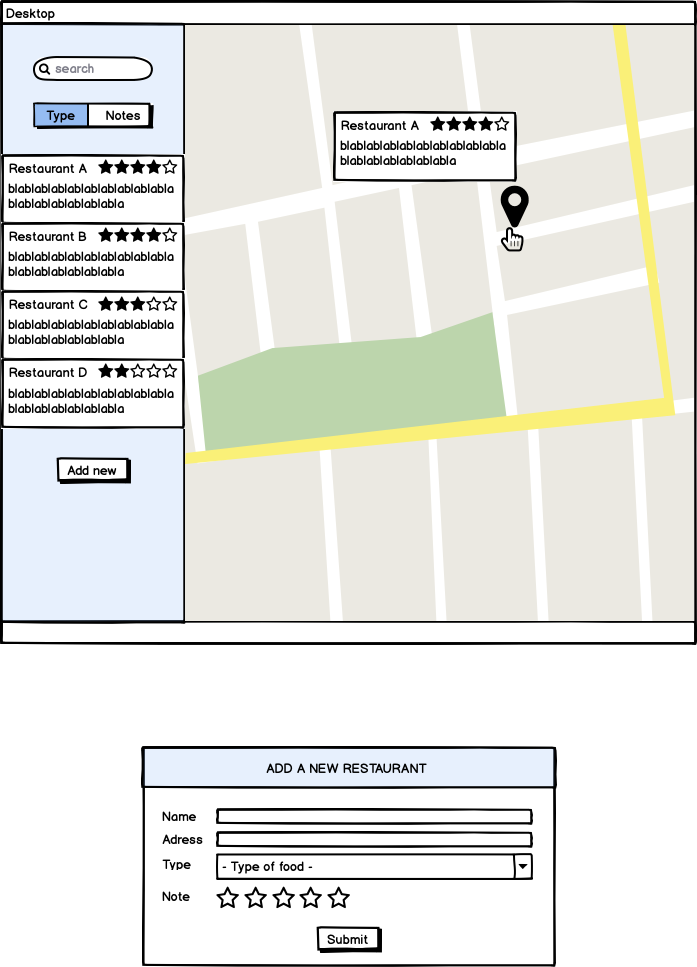 Desktop
search
Type Notes
Restaurant A
blablablablablablablablablabla
blablablablablablabla
Restaurant B
blablablablablablablablablabla
blablablablablablabla
Restaurant C
blablablablablablablablablabla
blablablablablablabla
Restaurant D
blablablablablablablablablabla
blablablablablablabla
Add new
Restaurant A
blablablablablablablablablabla
blablablablablablabla
ADD A NEW RESTAURANT
Name
Adress
Type - Type of food -
Note
Submit